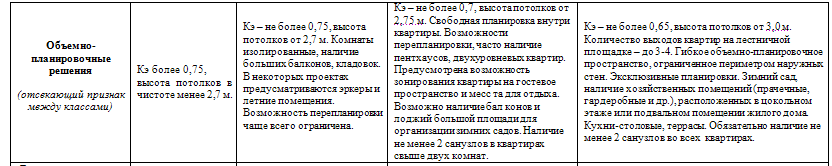 Объемно-
планировочные
решения
(отсекающий признак
между классами)
Кэ более 0,75,
высота потолков в
чистоте менее 2,7 м.
Кэ – не более 0,75, высота
потолков от 2,7 м. Комнаты
изолированные, наличие
больших балконов, кладовок.
В некоторых проектах
предусматриваются эркеры и
летние помещения.
Возможность перепланировки
чаще всего ограничена.
Кэ – не более 0,7, высота потолков от
2,75 м. Свободная планировка внутри
квартиры. Возможности
перепланировки, часто наличие
пентхаусов, двухуровневых квартир.
Предусмотрена возможность
зонирования квартиры на гостевое
пространство и месс та для отдыха.
Возможно наличие бал конов и
лоджий большой площади для
организации зимних садов. Наличие
не менее 2 санузлов в квартирах
свыше двух комнат.
Кэ – не более 0,65, высота потолков от 3,0м.
Количество выходов квартир на лестничной
площадке – до 3-4. Гибкое объемно-планировочное
пространство, ограниченное периметром наружных
стен. Эксклюзивные планировки. Зимний сад,
наличие хозяйственных помещений (прачечные,
гардеробные и др.), расположенных в цокольном
этаже или подвальном помещении жилого дома.
Кухни-столовые, террасы. Обязательно наличие не
менее 2 санузлов во всех квартирах.